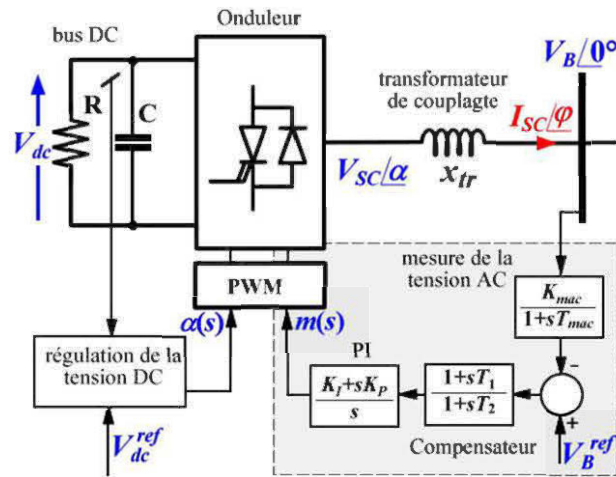 Onduleur
bus DC
V_B/0°
transformateur
de couplagte
R
C
I_SC/φ
V_dc
V_SC/α
x_tr
mesure de la
tension AC
PWM
K_mac
1+sT_mac
α(s)
m(s)
régulation de la
tension DC
PI
K_I+sK_P
s
1+sT_1
1+sT_2
-
+
Compensateur
V_dc^ref
V_B^ref